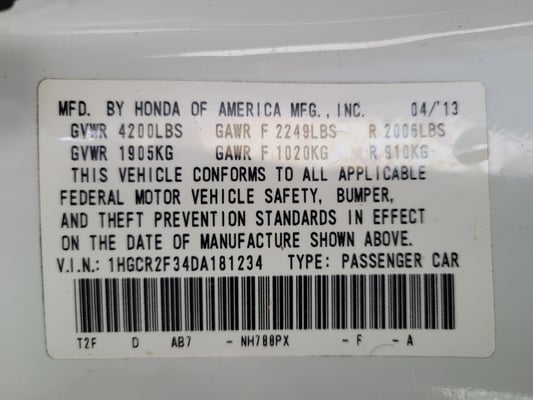 MFD. BY HONDA OF AMERICA MFG., INC. 04/13
GVWR 4200LBS GAWR F 2249LBS R 2006LBS
GVWR 1905KG GAWR F 1020KG R 910KG
THIS VEHICLE CONFORMS TO ALL APPLICABLE
FEDERAL MOTOR VEHICLE SAFETY, BUMPER,
AND THEFT PREVENTION STANDARDS IN EFFECT
ON THE DATE OF MANUFACTURE SHOWN ABOVE.
V.I.N.: 1HGCR2F34DA181234 TYPE: PASSENGER CAR
T2F D AB7 - NH788PX - F - A